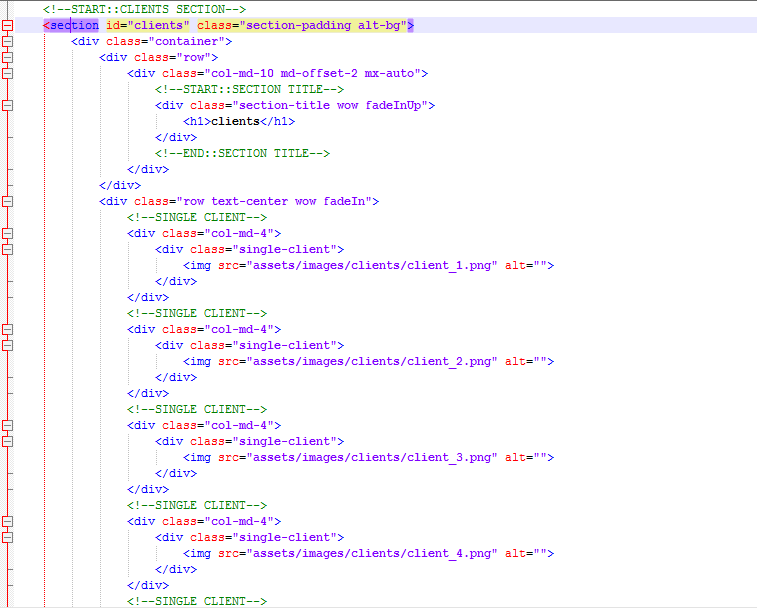 <!--START::CLIENTS SECTION-->
<section id="clients" class="section-padding alt-bg">
<div class="container">
<div class="row">
<div class="col-md-10 md-offset-2 mx-auto">
<!--START::SECTION TITLE-->
<div class="section-title wow fadeInUp">
<h1>clients</h1>
</div>
<!--END::SECTION TITLE-->
</div>
</div>
<div class="row text-center wow fadeIn">
<!--SINGLE CLIENT-->
<div class="col-md-4">
<div class="single-client">
<img src="assets/images/clients/client_1.png" alt="">
</div>
</div>
<!--SINGLE CLIENT-->
<div class="col-md-4">
<div class="single-client">
<img src="assets/images/clients/client_2.png" alt="">
</div>
</div>
<!--SINGLE CLIENT-->
<div class="col-md-4">
<div class="single-client">
<img src="assets/images/clients/client_3.png" alt="">
</div>
</div>
<!--SINGLE CLIENT-->
<div class="col-md-4">
<div class="single-client">
<img src="assets/images/clients/client_4.png" alt="">
</div>
</div>
<!--SINGLE CLIENT-->